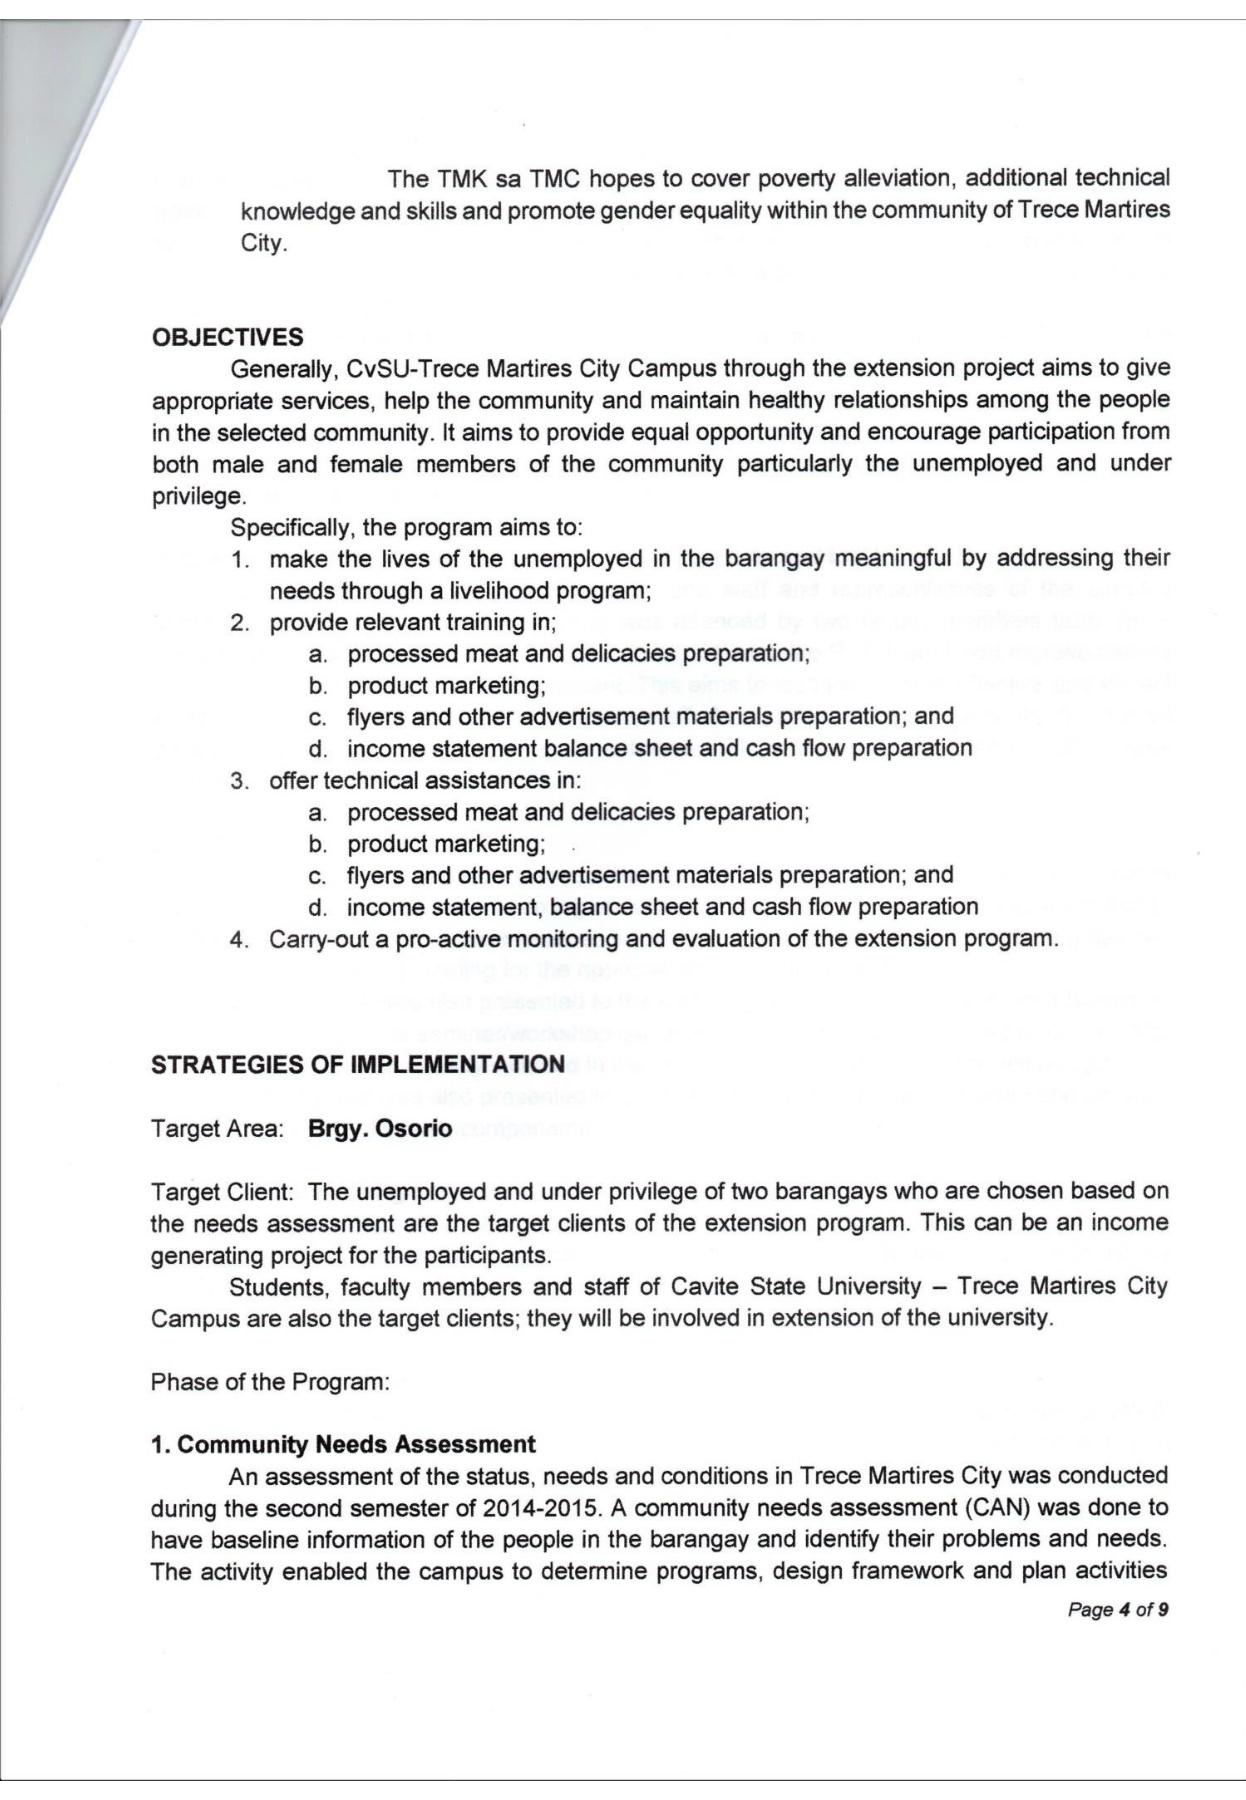 The TMK sa TMC hopes to cover poverty alleviation, additional technical
knowledge and skills and promote gender equality within the community of Trece Martires
City.
OBJECTIVES
Generally, CvSU-Trece Martires City Campus through the extension project aims to give
appropriate services, help the community and maintain healthy relationships among the people
in the selected community. It aims to provide equal opportunity and encourage participation from
both male and female members of the community particularly the unemployed and under
privilege.
Specifically, the program aims to:
1. make the lives of the unemployed in the barangay meaningful by addressing their
needs through a livelihood program;
2. provide relevant training in;
a. processed meat and delicacies preparation;
b. product marketing;
c. flyers and other advertisement materials preparation; and
d. income statement balance sheet and cash flow preparation
3. offer technical assistances in:
a. processed meat and delicacies preparation;
b. product marketing;
c. flyers and other advertisement materials preparation; and
d. income statement, balance sheet and cash flow preparation
4. Carry-out a pro-active monitoring and evaluation of the extension program.
STRATEGIES OF IMPLEMENTATION
Target Area: Brgy. Osorio
Target Client: The unemployed and under privilege of two barangays who are chosen based on
the needs assessment are the target clients of the extension program. This can be an income
generating project for the participants.
Students, faculty members and staff of Cavite State University – Trece Martires City
Campus are also the target clients; they will be involved in extension of the university.
Phase of the Program:
1. Community Needs Assessment
An assessment of the status, needs and conditions in Trece Martires City was conducted
during the second semester of 2014-2015. A community needs assessment (CAN) was done to
have baseline information of the people in the barangay and identify their problems and needs.
The activity enabled the campus to determine programs, design framework and plan activities
Page 4 of 9